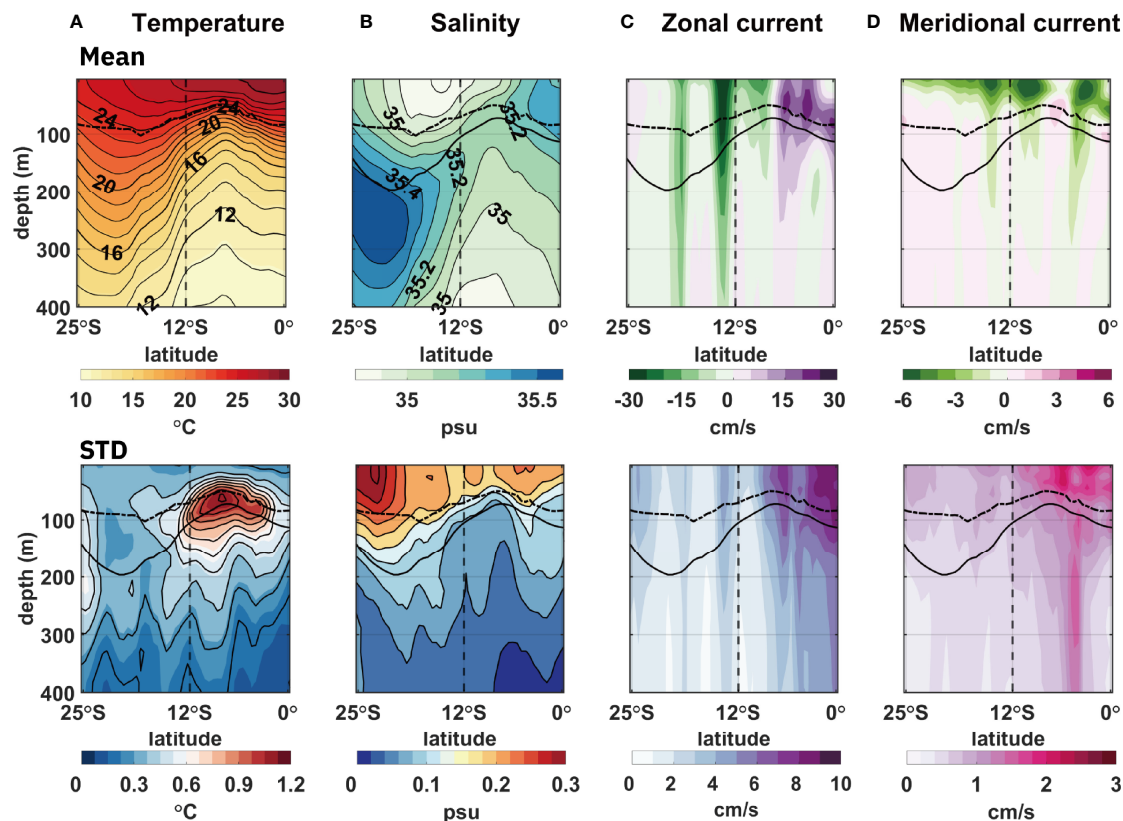 A Temperature B Salinity C Zonal current D Meridional current
Mean
24 24 20 16 20 12 16 12
35 35.2 35.4 35.2 35 35.2 35
depth (m)
100
200
300
400
25°S 12°S 0° 25°S 12°S 0° 25°S 12°S 0° 25°S 12°S 0°
latitude latitude latitude latitude
10 15 20 25 30 35 35.5 -30 -15 0 15 30 -6 -3 0 3 6
°C psu cm/s cm/s
STD
depth (m)
100
200
300
400
25°S 12°S 0° 25°S 12°S 0° 25°S 12°S 0° 25°S 12°S 0°
latitude latitude latitude latitude
0 0.3 0.6 0.9 1.2 0 0.1 0.2 0.3 0 2 4 6 8 10 0 1 2 3
°C psu cm/s cm/s